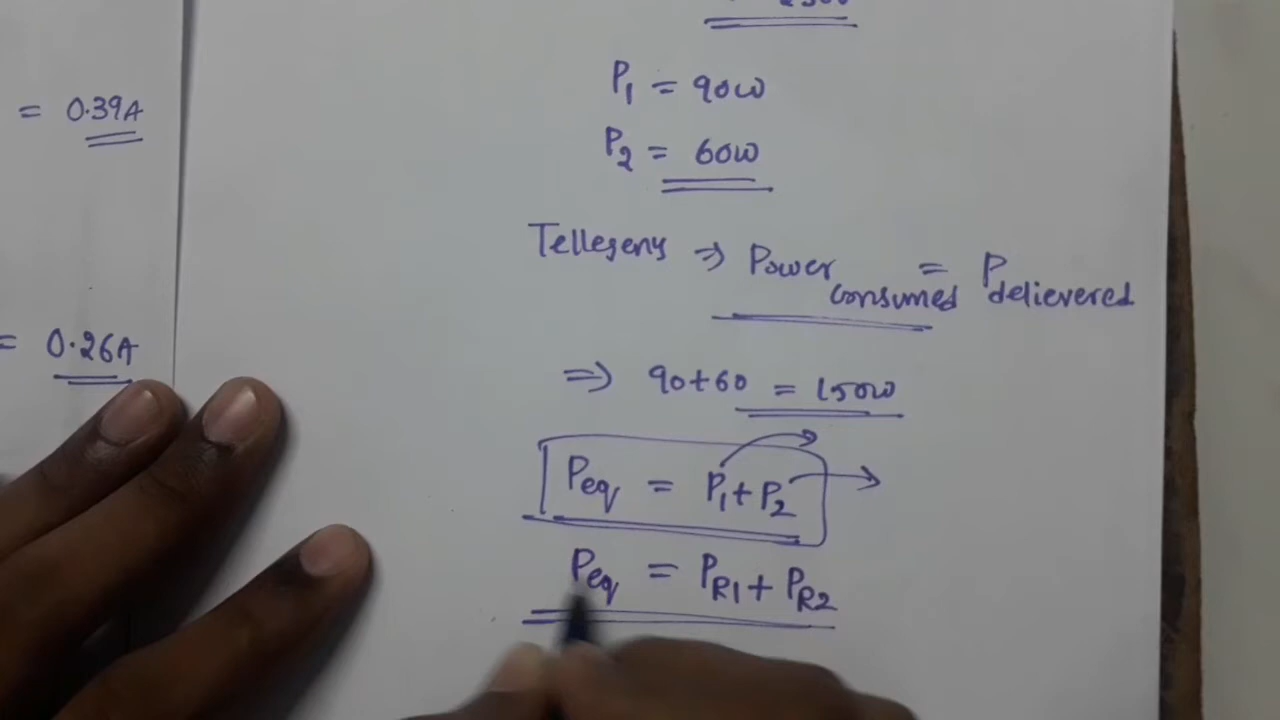 = 0.39A
= 0.26A
P1 = 90W
P2 = 60W
Tellegens ⇒ Power consumed = P delievered
⇒ 90+60 = 150W
Peq = P1+P2
Peq = PR1 + PR2